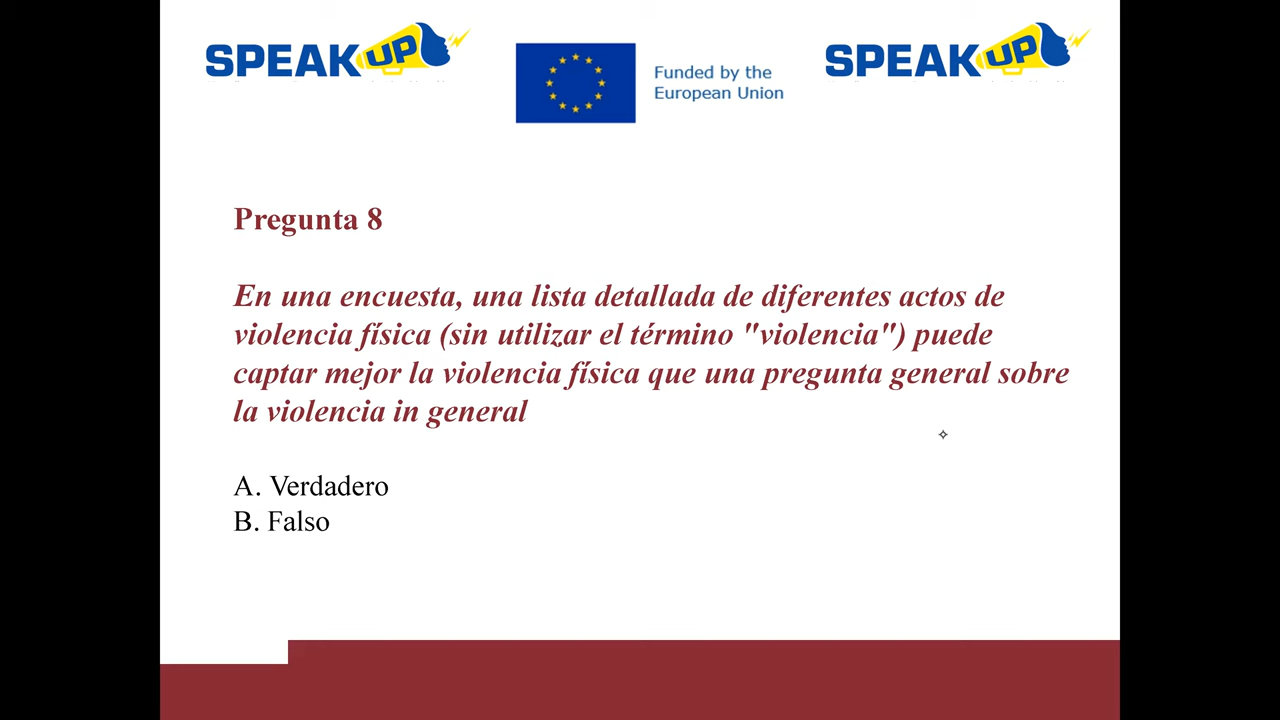 SPEAK UP
Funded by the
European Union
SPEAK UP
Pregunta 8
En una encuesta, una lista detallada de diferentes actos de
violencia física (sin utilizar el término "violencia") puede
captar mejor la violencia física que una pregunta general sobre
la violencia in general
A. Verdadero
B. Falso